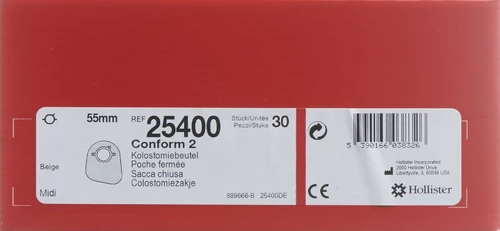 55mm
REF 25400
Stück/Unités
Pezzi/Stuks 30
Conform 2
Kolostomiebeutel
Poche fermée
Sacca chiusa
Colostomiezakje
Beige
Midi
889666-B 25400DE
5 390166 038326
Hollister Incorporated
2000 Hollister Drive
Libertyville, IL 60048 USA
CE
Hollister